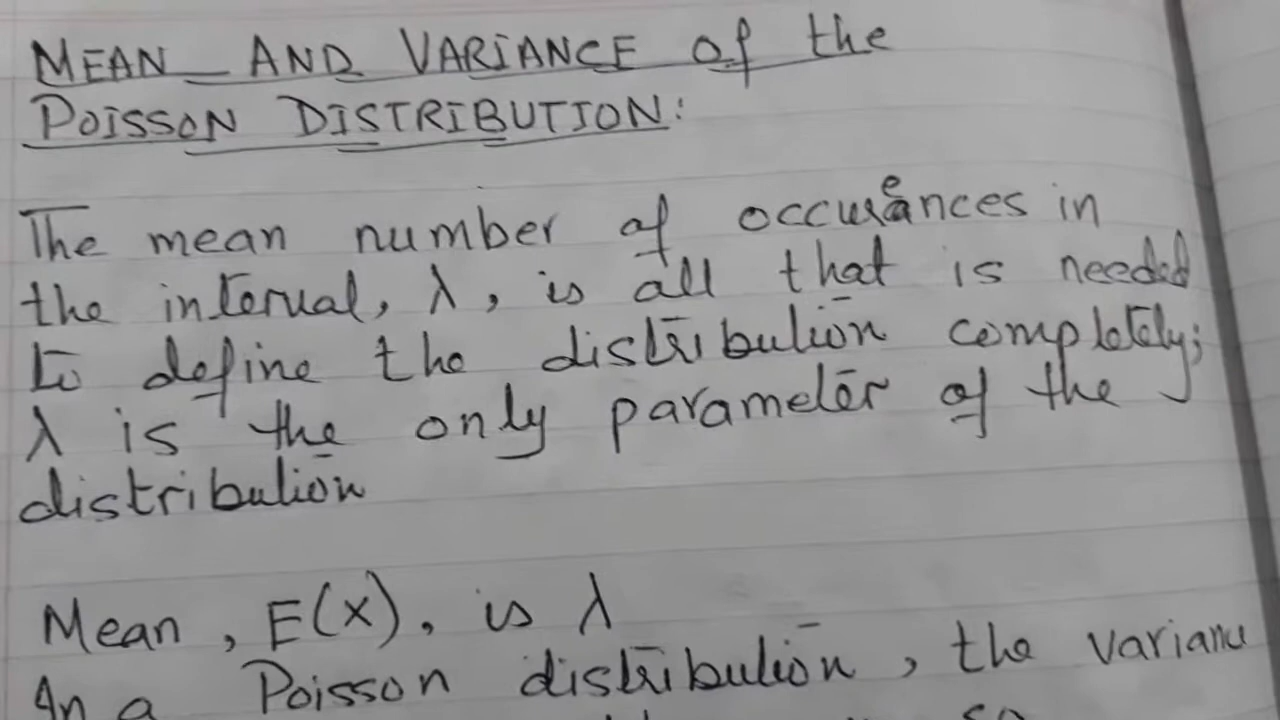 MEAN AND VARIANCE of the
POISSON DISTRIBUTION:
The mean number of occurences in
the interval, λ, is all that is needed
to define the distribution completely;
λ is the only parameter of the
distribution
Mean, E(X), is λ
In a Poisson distribution, the variance
so